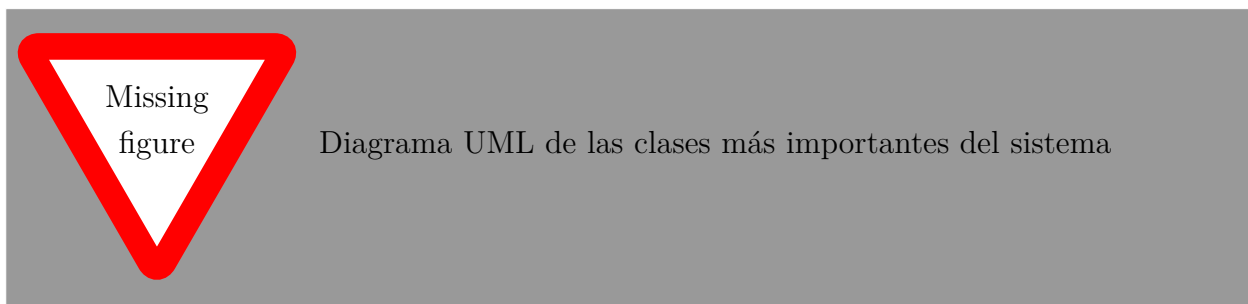 Missing
figure
Diagrama UML de las clases más importantes del sistema